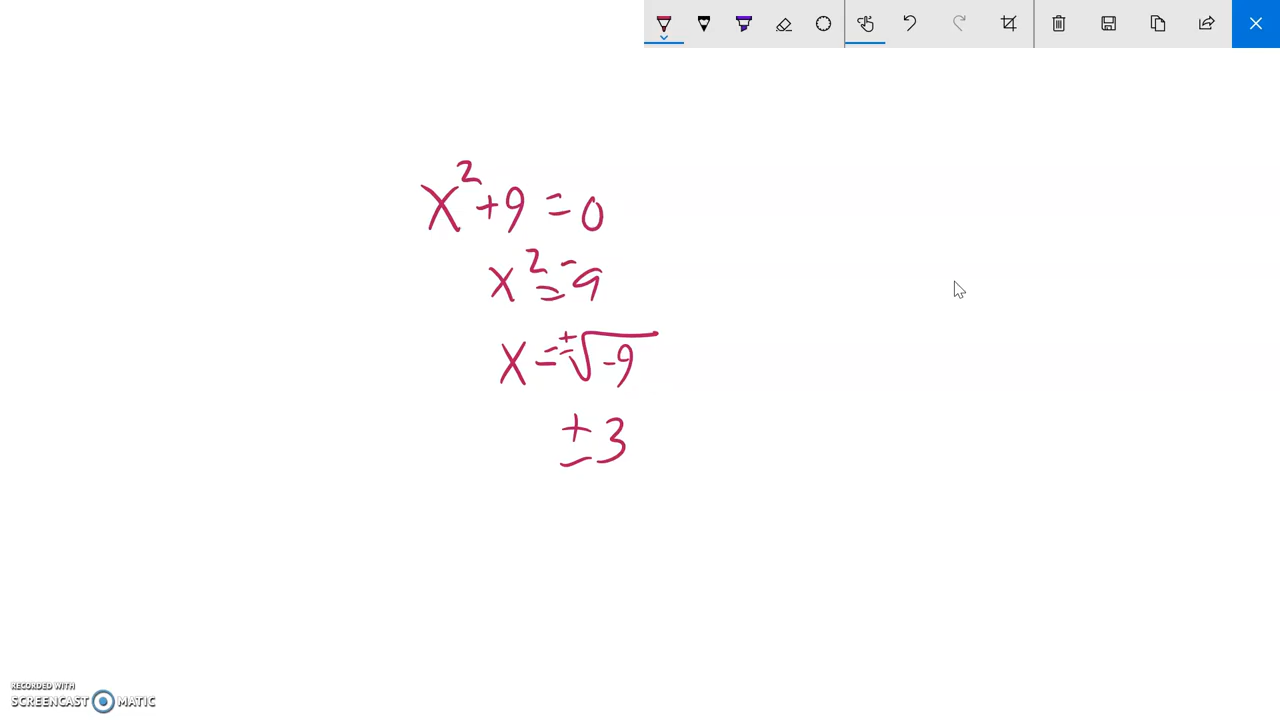 x² + 9 = 0
x² = -9
x = ±√-9
± 3
RECORDED WITH
SCREENCAST MATIC